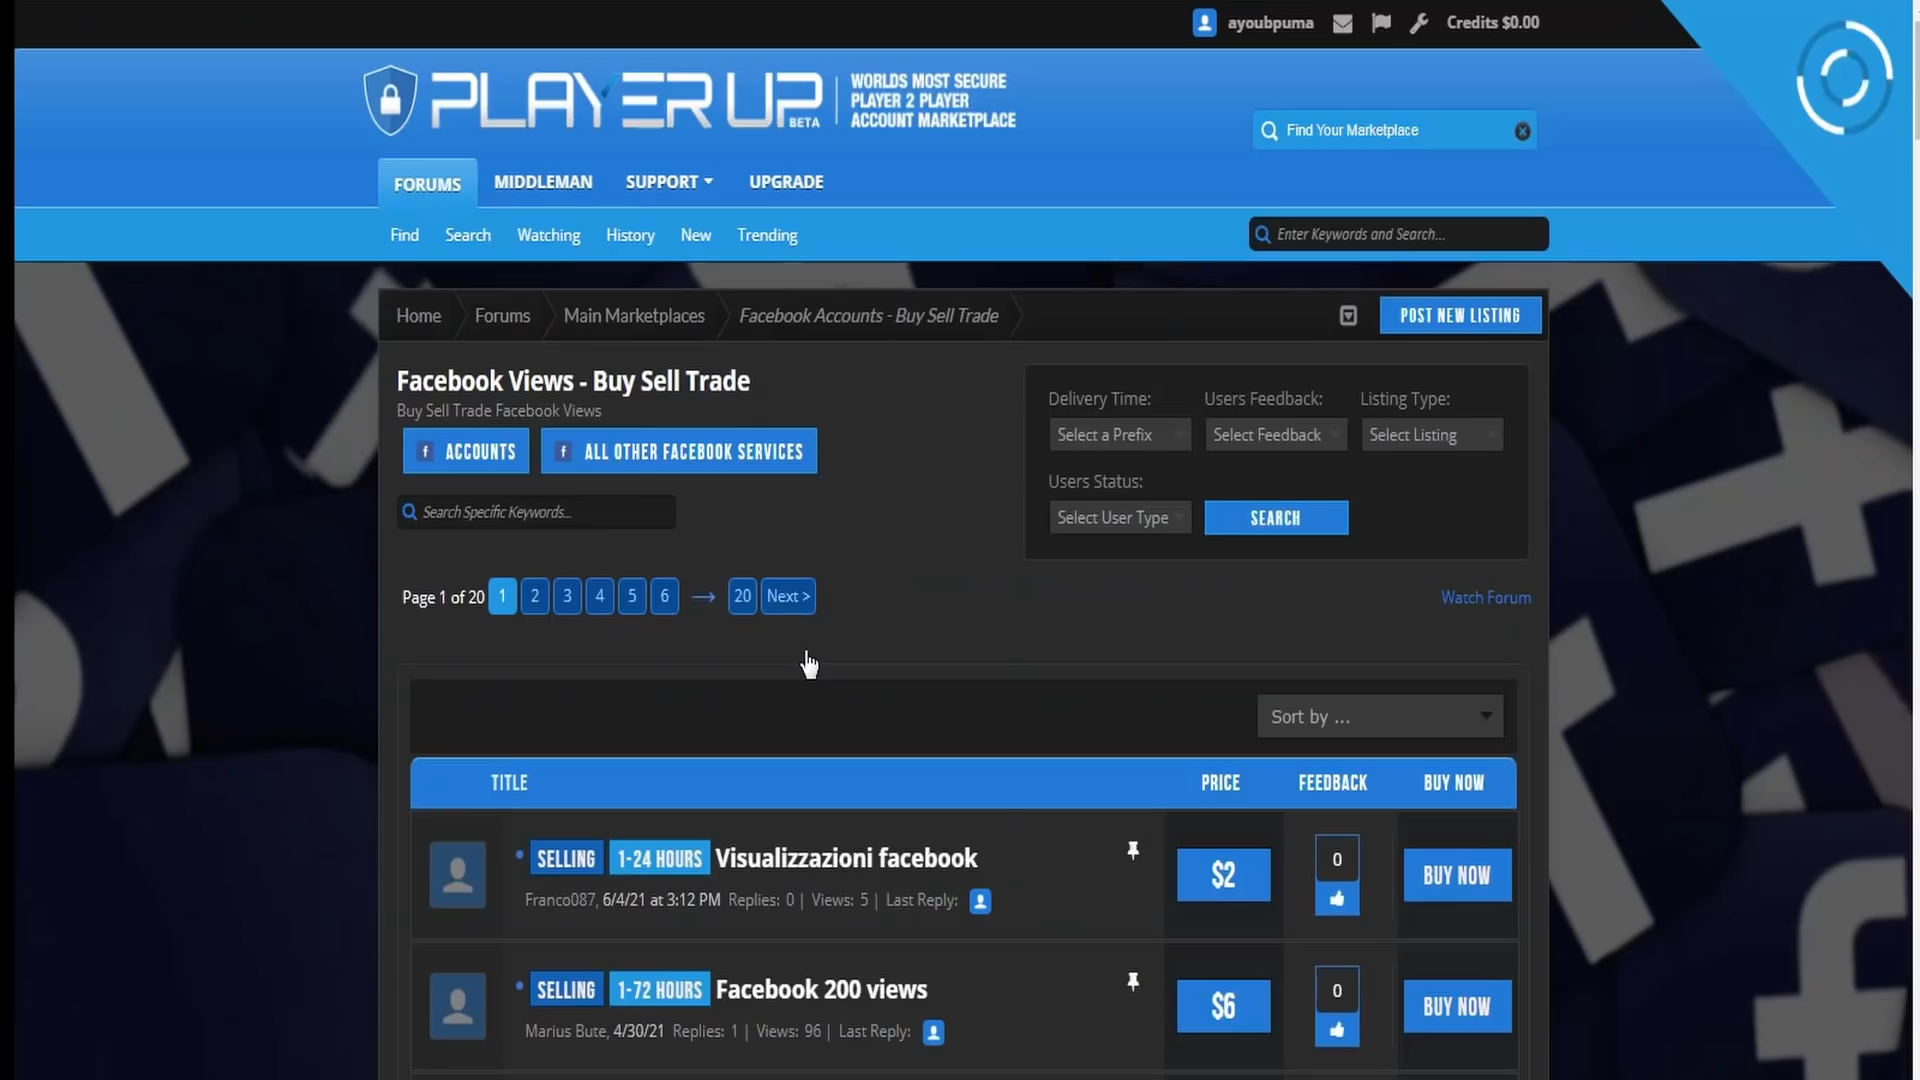 ayoubpuma Credits $0.00
PLAYER UP BETA
WORLDS MOST SECURE
PLAYER 2 PLAYER
ACCOUNT MARKETPLACE
Find Your Marketplace
FORUMS MIDDLEMAN SUPPORT UPGRADE
Find Search Watching History New Trending
Enter Keywords and Search...
Home Forums Main Marketplaces Facebook Accounts - Buy Sell Trade
POST NEW LISTING
Facebook Views - Buy Sell Trade
Buy Sell Trade Facebook Views
f ACCOUNTS f ALL OTHER FACEBOOK SERVICES
Search Specific Keywords...
Delivery Time: Users Feedback: Listing Type:
Select a Prefix Select Feedback Select Listing
Users Status:
Select User Type SEARCH
Page 1 of 20 1 2 3 4 5 6 → 20 Next >
Watch Forum
Sort by ...
TITLE PRICE FEEDBACK BUY NOW
SELLING 1-24 HOURS Visualizzazioni facebook
Franco087, 6/4/21 at 3:12 PM Replies: 0 | Views: 5 | Last Reply:
$2 0 BUY NOW
SELLING 1-72 HOURS Facebook 200 views
Marius Bute, 4/30/21 Replies: 1 | Views: 96 | Last Reply:
$6 0 BUY NOW